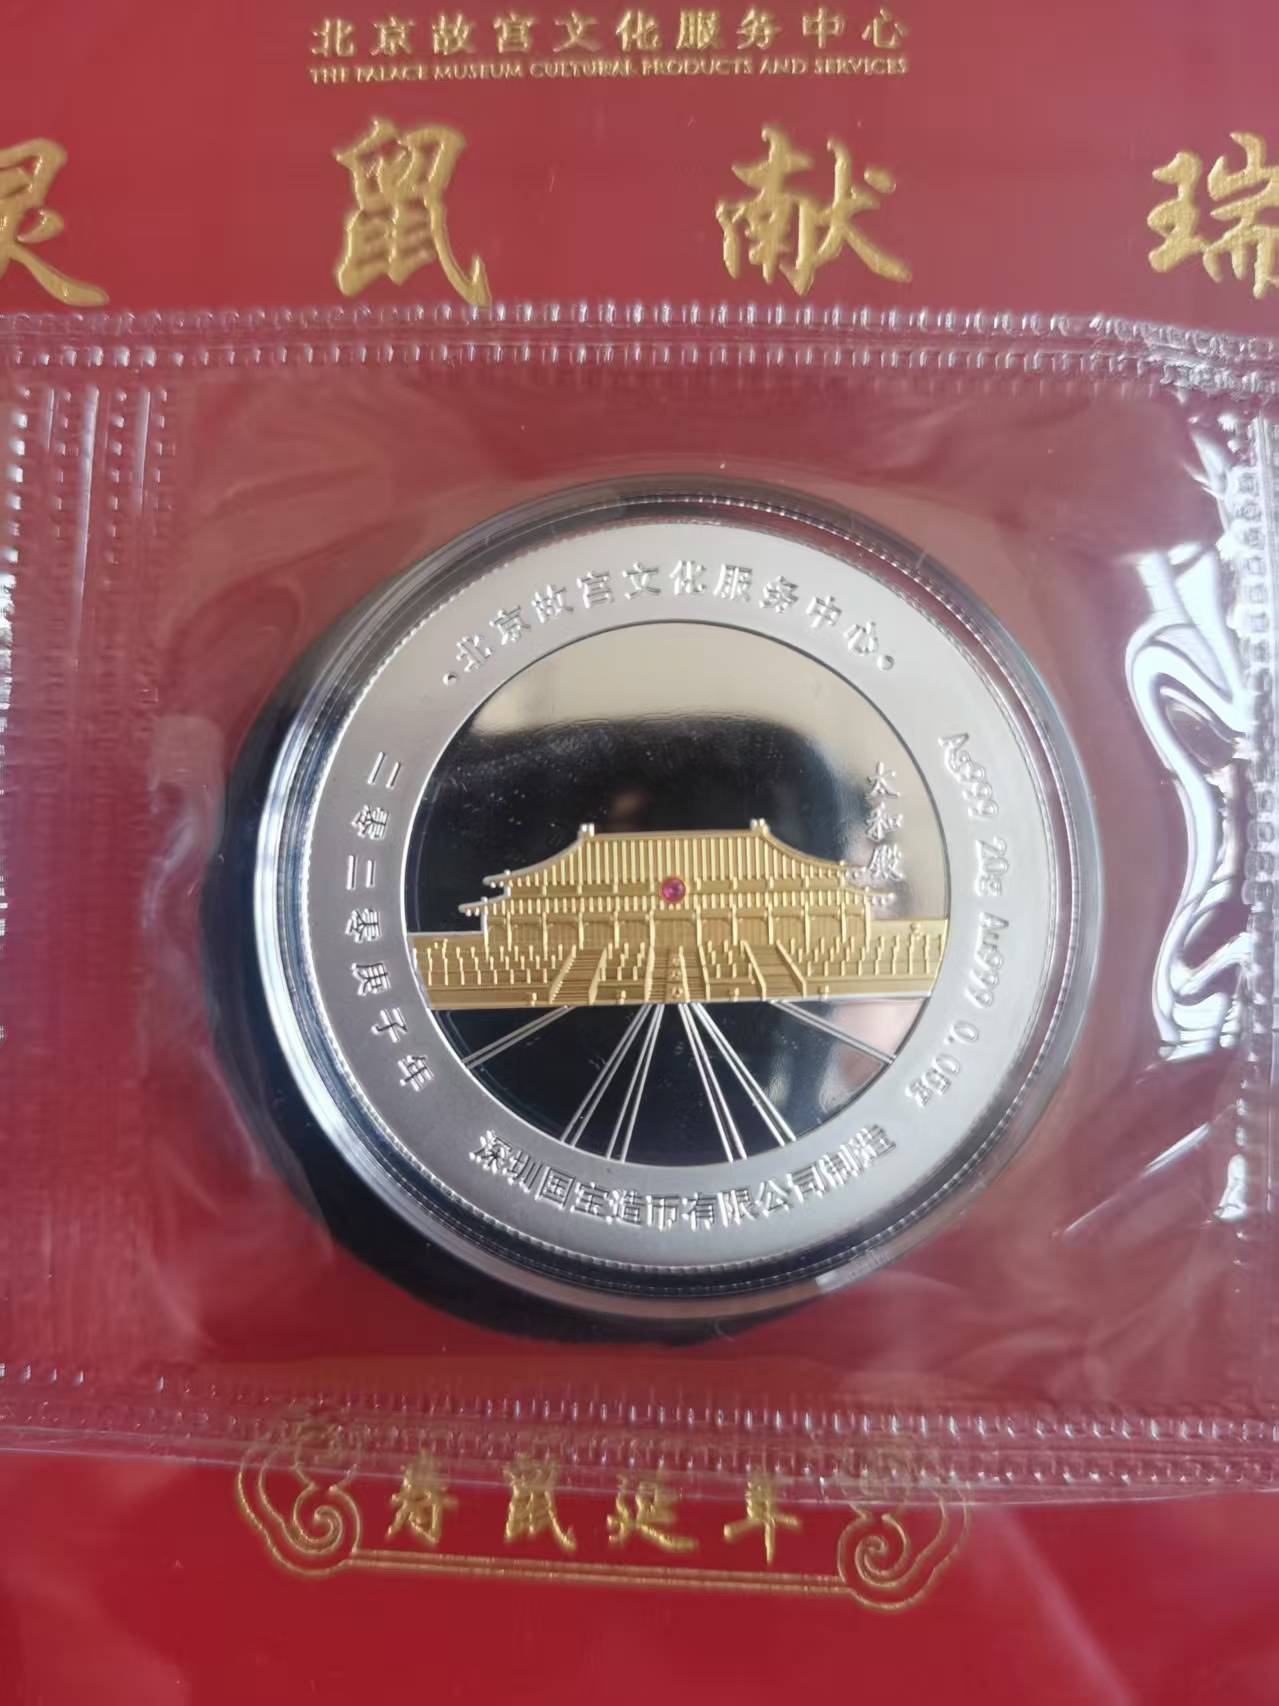 北京故宫文化服务中心
THE PALACE MUSEUM CULTURAL PRODUCTS AND SERVICES
灵鼠献瑞
·北京故宫文化服务中心·
太和殿
二零二零庚子年
Ag999 20g Au999 0.05g
深圳国宝造币有限公司制造
寿鼠延年